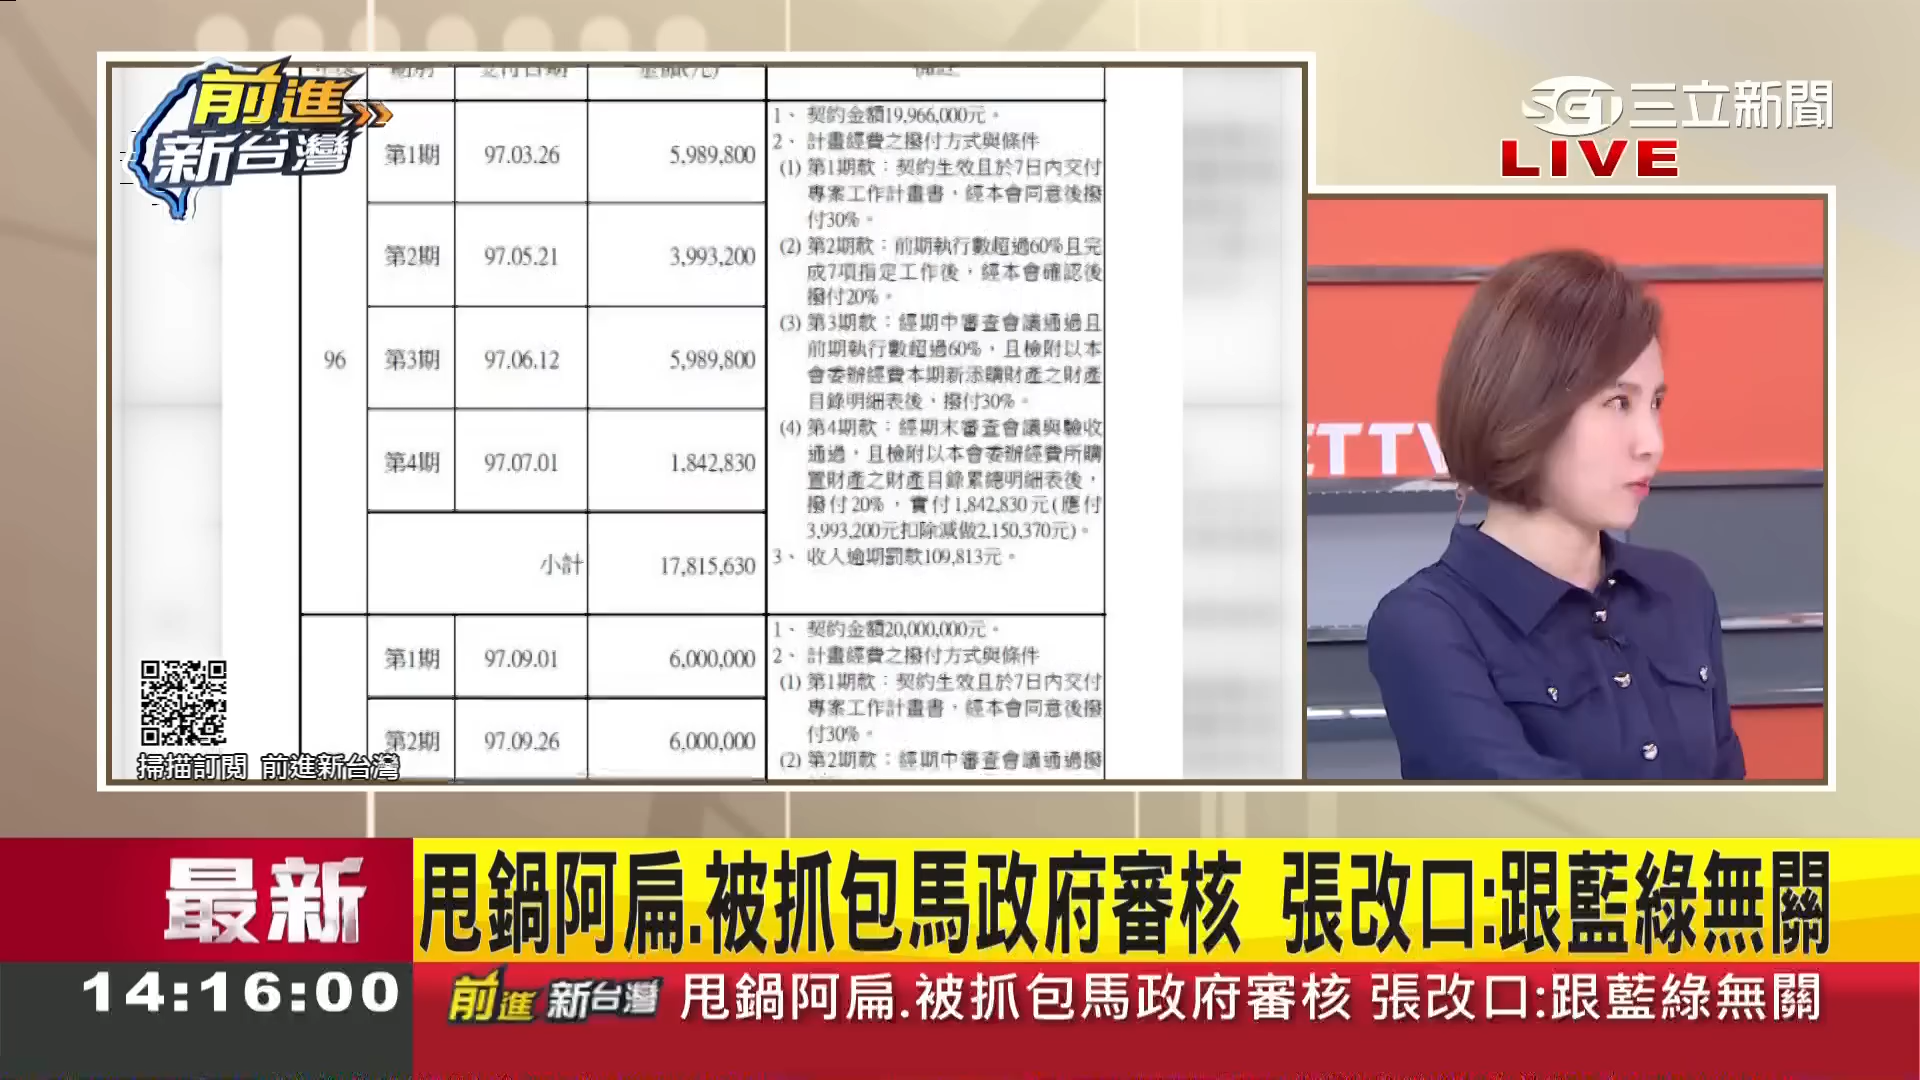 前進
新台灣
SET 三立新聞
LIVE
第1期 97.03.26 5,989,800
第2期 97.05.21 3,993,200
96 第3期 97.06.12 5,989,800
第4期 97.07.01 1,842,830
小計 17,815,630
1、契約金額19,966,000元。
2、計畫經費之撥付方式與條件
(1) 第1期款：契約生效且於7日內交付
專案工作計畫書，經本會同意後撥
付30%。
(2) 第2期款：前期執行數超過60%且完
成7項指定工作後，經本會確認後
撥付20%。
(3) 第3期款：經期中審查會議通過且
前期執行數超過60%，且檢附以本
會委辦經費本期新添購財產之財產
目錄明細表後，撥付30%。
(4) 第4期款：經期末審查會議與驗收
通過，且檢附以本會委辦經費所購
置財產之財產目錄累總明細表後，
撥付20%，實付1,842,830元(應付
3,993,200元扣除減做2,150,370元)。
3、收入逾期罰款109,813元。
第1期 97.09.01 6,000,000
第2期 97.09.26 6,000,000
1、契約金額20,000,000元。
2、計畫經費之撥付方式與條件
(1) 第1期款：契約生效且於7日內交付
專案工作計畫書，經本會同意後撥
付30%。
(2) 第2期款：經期中審查會議通過撥
ETTV
掃描訂閱 前進新台灣
最新 甩鍋阿扁.被抓包馬政府審核 張改口:跟藍綠無關
14:16:00 前進新台灣 甩鍋阿扁.被抓包馬政府審核 張改口:跟藍綠無關